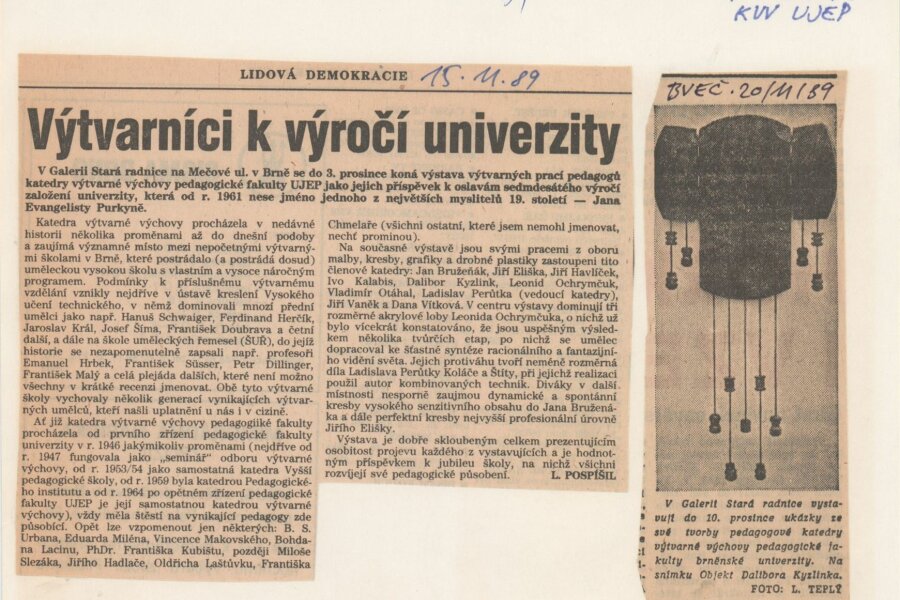 KVV UJEP
LIDOVÁ DEMOKRACIE 15.11.89
Výtvarníci k výročí univerzity
V Galerii Stará radnice na Mečové ul. v Brně se do 3. prosince koná výstava výtvarných prací pedagogů
katedry výtvarné výchovy pedagogické fakulty UJEP jako jejich příspěvek k oslavám sedmdesátého výročí
založení univerzity, která od r. 1961 nese jméno jednoho z největších myslitelů 19. století — Jana
Evangelisty Purkyně.
Katedra výtvarné výchovy procházela v nedávné
historii několika proměnami až do dnešní podoby
a zaujímá významné místo mezi nepočetnými výtvarný-
mi školami v Brně, které postrádalo (a postrádá dosud)
uměleckou vysokou školu s vlastním a vysoce náročným
programem. Podmínky k příslušnému výtvarnému
vzdělání vznikly nejdříve v ústavě kreslení Vysokého
učení technického, v němž dominovali mnozí přední
umělci jako např. Hanuš Schwaiger, Ferdinand Herčík,
Jaroslav Král, Josef Šíma, František Doubrava a četní
další, a dále na škole uměleckých řemesel (ŠUŘ), do jejíž
historie se nezapomenutelně zapsali např. profesoři
Emanuel Hrbek, František Süsser, Petr Dillinger,
František Malý a celá plejáda dalších, které není možno
všechny v krátké recenzi jmenovat. Obě tyto výtvarné
školy vychovaly několik generací vynikajících výtvar-
ných umělců, kteří našli uplatnění u nás i v cizině.
Ať již katedra výtvarné výchovy pedagogiiké fakulty
procházela od prvního zřízení pedagogické fakulty
univerzity v r. 1946 jakýmikoliv proměnami (nejdříve od
r. 1947 fungovala jako „seminář" odboru výtvarné
výchovy, od r. 1953/54 jako samostatná katedra Vyšší
pedagogické školy, od r. 1959 byla katedrou Pedagogické-
ho institutu a od r. 1964 po opětném zřízení pedagogické
fakulty UJEP je její samostatnou katedrou výtvarné
výchovy), vždy měla štěstí na vynikající pedagogy zde
působící. Opět lze vzpomenout jen některých: B. S.
Urbana, Eduarda Miléna, Vincence Makovského, Bohda-
na Lacinu, PhDr. Františka Kubištu, později Miloše
Slezáka, Jiřího Hadlače, Oldřicha Laštůvku, Františka
Chmelaře (všichni ostatní, které jsem nemohl jmenovat,
nechť prominou).
Na současné výstavě jsou svými pracemi z oboru
malby, kresby, grafiky a drobné plastiky zastoupeni tito
členové katedry: Jan Bružeňák, Jiří Eliška, Jiří Havlíček,
Ivo Kalabis, Dalibor Kyzlink, Leonid Ochrymčuk,
Vladimír Otáhal, Ladislav Perůtka (vedoucí katedry),
Jiří Vaněk a Dana Vítková. V centru výstavy dominují tři
rozměrné akrylové loby Leonida Ochrymčuka, o nichž už
bylo vícekrát konstatováno, že jsou uspěšným výsled-
kem několika tvůrčích etap, po nichž se umělec
dopracoval ke šťastné syntéze racionálního a fantazijní-
ho vidění světa. Jejich protiváhu tvoří neméně rozměrná
díla Ladislava Perůtky Koláče a Štíty, při jejichž realizaci
použil autor kombinovaných technik. Diváky v další
místnosti nesporně zaujmou dynamické a spontánní
kresby vysokého senzitivního obsahu do Jana Bružená-
ka a dále perfektní kresby nejvyšší profesionální úrovně
Jiřího Elišky.
Výstava je dobře skloubeným celkem prezentujícím
osobitost projevu každého z vystavujících a je hodnot-
ným příspěvkem k jubileu školy, na nichž všichni
rozvíjejí své pedagogické působení. L. POSPÍŠIL
BVEČ. 20/11/89
V Galerii Stará radnice vysta-
vují do 10. prosince ukázky ze
své tvorby pedagogové katedry
výtvarné výchovy pedagogické fa-
kulty brněnské univerzity. Na
snímku Objekt Dalibora Kyzlinka.
FOTO: L. TEPLÝ